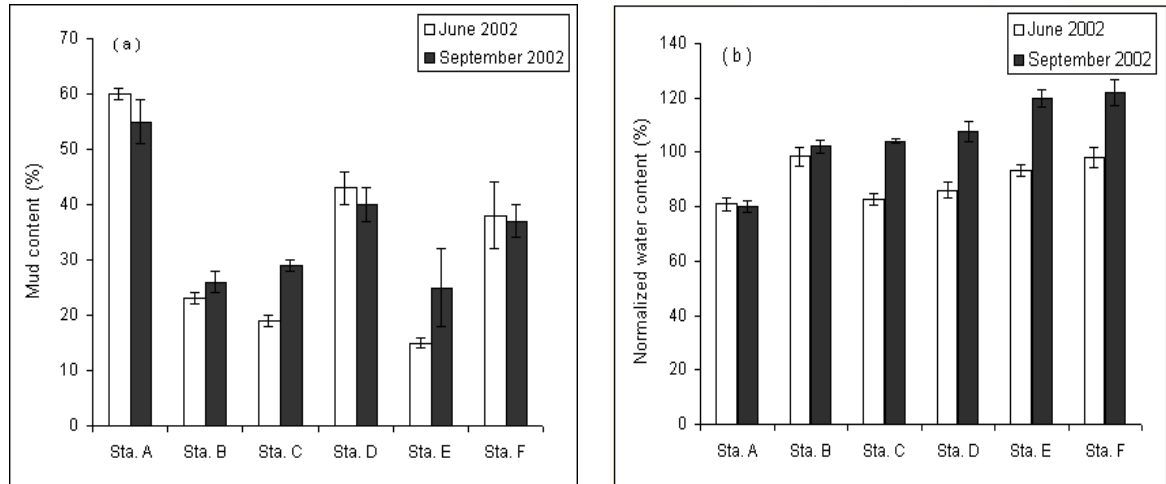 ( a )
June 2002
September 2002
Mud content (%)
70
60
50
40
30
20
10
0
Sta. A Sta. B Sta. C Sta. D Sta. E Sta. F
( b )
June 2002
September 2002
Normalized water content (%)
140
120
100
80
60
40
20
0
Sta. A Sta. B Sta. C Sta. D Sta. E Sta. F